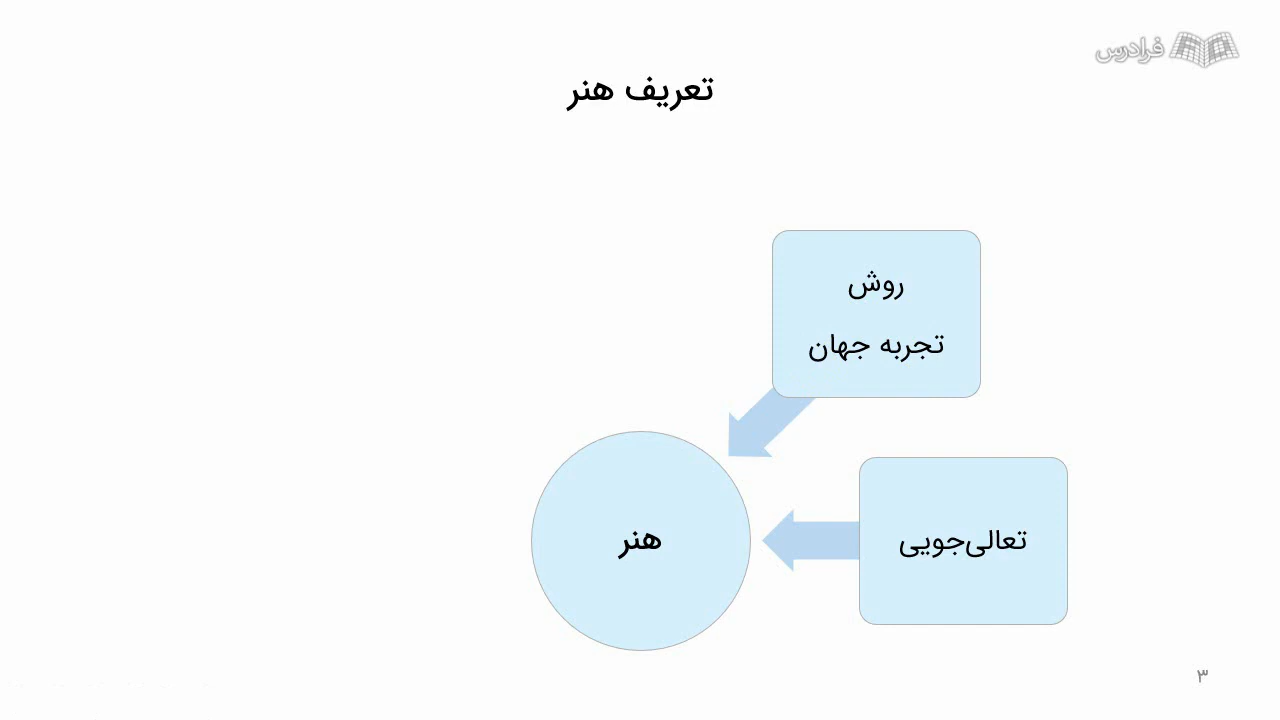 فرادرس
تعریف هنر
روش
تجربه جهان
تعالی‌جویی
هنر
۳